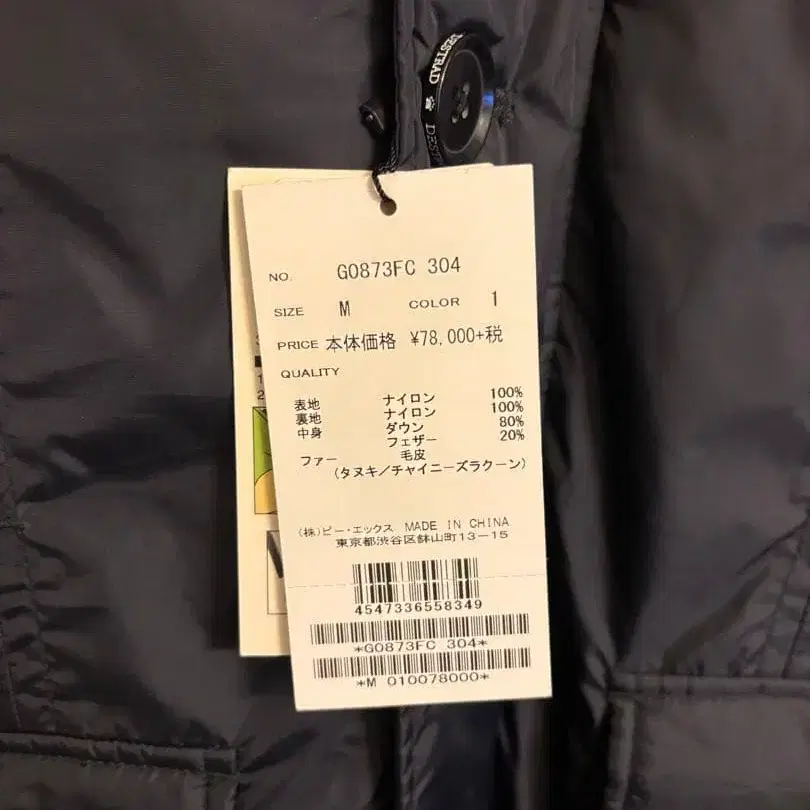 DESTRAD
DEST
NO. G0873FC 304
SIZE M COLOR 1
PRICE 本体価格 ¥78,000+税
QUALITY
表地 ナイロン 100%
裏地 ナイロン 100%
中身 ダウン 80%
フェザー 20%
ファー 毛皮
(タヌキ/チャイニーズラクーン)
(株)ピー・エックス MADE IN CHINA
東京都渋谷区鉢山町13-15
4547336558349
*G0873FC 304*
*M 010078000*